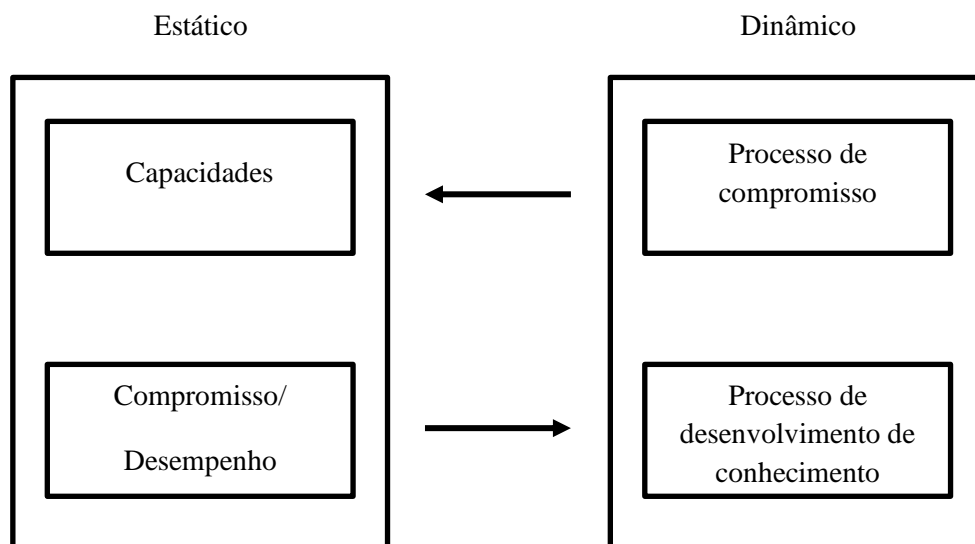 Estático
Dinâmico
Capacidades
Processo de
compromisso
Compromisso/
Desempenho
Processo de
desenvolvimento de
conhecimento